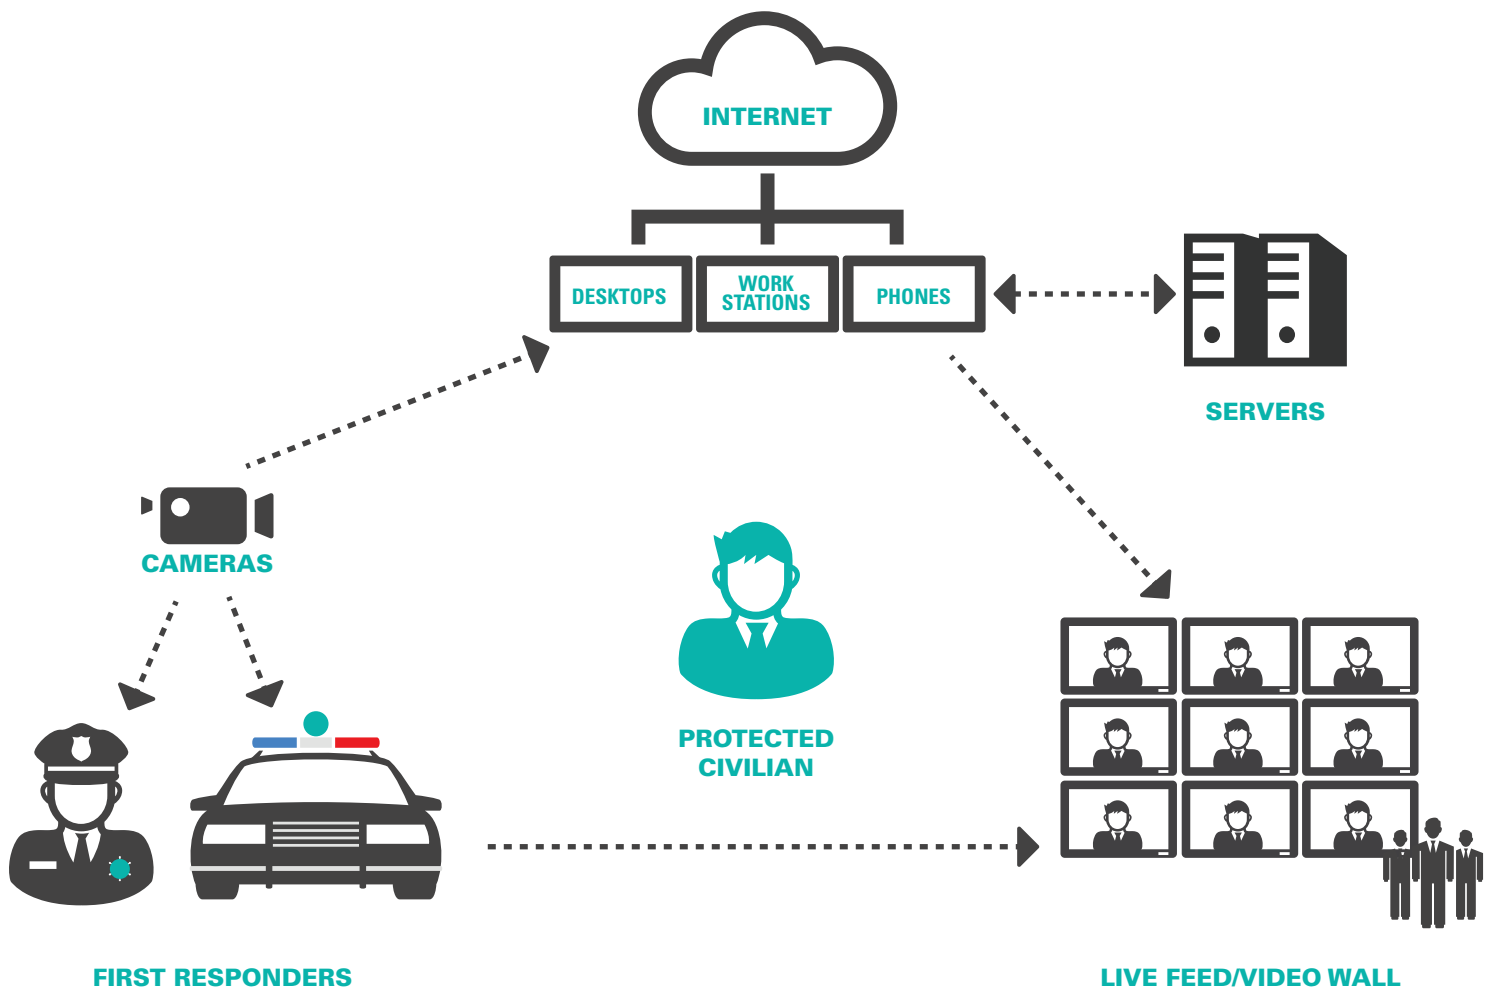 INTERNET
DESKTOPS
WORK
STATIONS
PHONES
SERVERS
CAMERAS
PROTECTED
CIVILIAN
FIRST RESPONDERS
LIVE FEED/VIDEO WALL